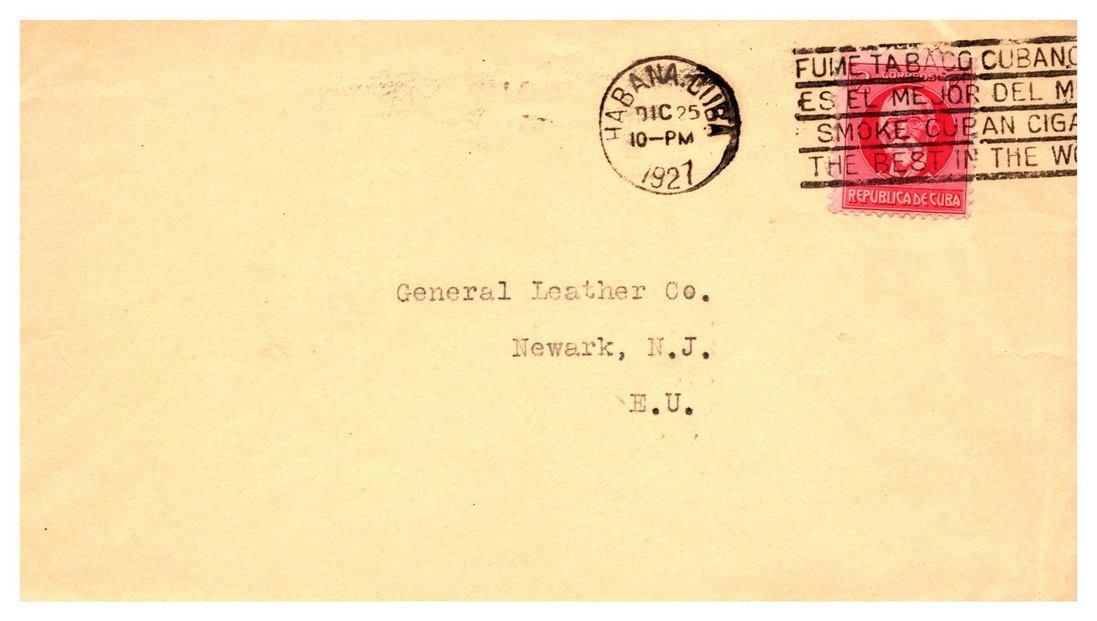 HABANA.CUBA
DIC 25
10-PM
1927
FUME TABACO CUBANO
ES EL MEJOR DEL M
SMOKE CUBAN CIGA
THE BEST IN THE WO
CORREOS
REPUBLICA DE CUBA
General Leather Co.
Newark, N.J.
E.U.